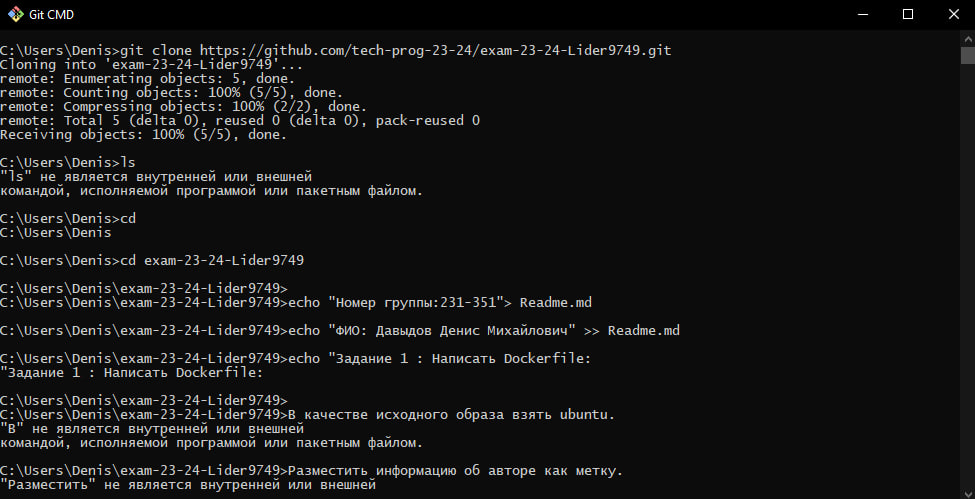 Git CMD
C:\Users\Denis>git clone https://github.com/tech-prog-23-24/exam-23-24-Lider9749.git
Cloning into 'exam-23-24-Lider9749'...
remote: Enumerating objects: 5, done.
remote: Counting objects: 100% (5/5), done.
remote: Compressing objects: 100% (2/2), done.
remote: Total 5 (delta 0), reused 0 (delta 0), pack-reused 0
Receiving objects: 100% (5/5), done.
C:\Users\Denis>ls
"ls" не является внутренней или внешней
командой, исполняемой программой или пакетным файлом.
C:\Users\Denis>cd
C:\Users\Denis
C:\Users\Denis>cd exam-23-24-Lider9749
C:\Users\Denis\exam-23-24-Lider9749>
C:\Users\Denis\exam-23-24-Lider9749>echo "Номер группы:231-351"> Readme.md
C:\Users\Denis\exam-23-24-Lider9749>echo "ФИО: Давыдов Денис Михайлович" >> Readme.md
C:\Users\Denis\exam-23-24-Lider9749>echo "Задание 1 : Написать Dockerfile:
"Задание 1 : Написать Dockerfile:
C:\Users\Denis\exam-23-24-Lider9749>
C:\Users\Denis\exam-23-24-Lider9749>В качестве исходного образа взять ubuntu.
"В" не является внутренней или внешней
командой, исполняемой программой или пакетным файлом.
C:\Users\Denis\exam-23-24-Lider9749>Разместить информацию об авторе как метку.
"Разместить" не является внутренней или внешней